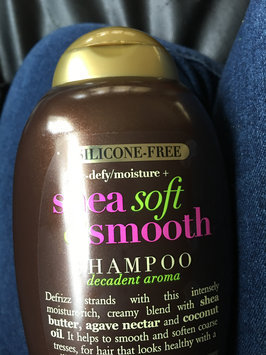 SILICONE-FREE
-defy/moisture +
shea soft
& smooth
SHAMPOO
decadent aroma
Defrizz strands with this intensely
moisture-rich, creamy blend with shea
butter, agave nectar and coconut
oil. It helps to smooth and soften coarse
tresses, for hair that looks healthy with a